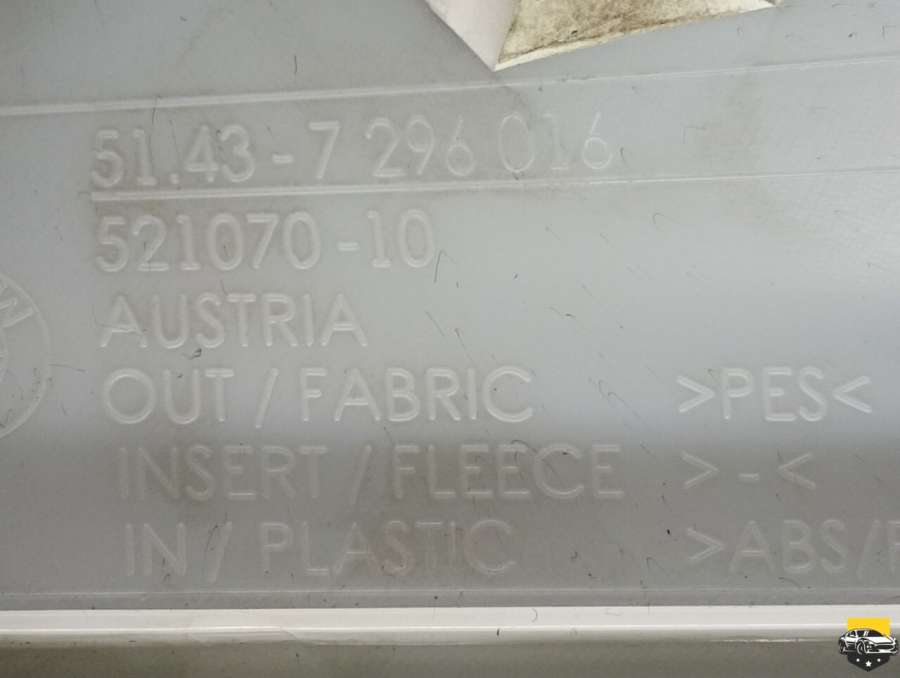 51.43-7 296 016
521070-10
AUSTRIA
OUT/FABRIC >PES<
INSERT/FLEECE >-<
IN/PLASTIC >ABS/